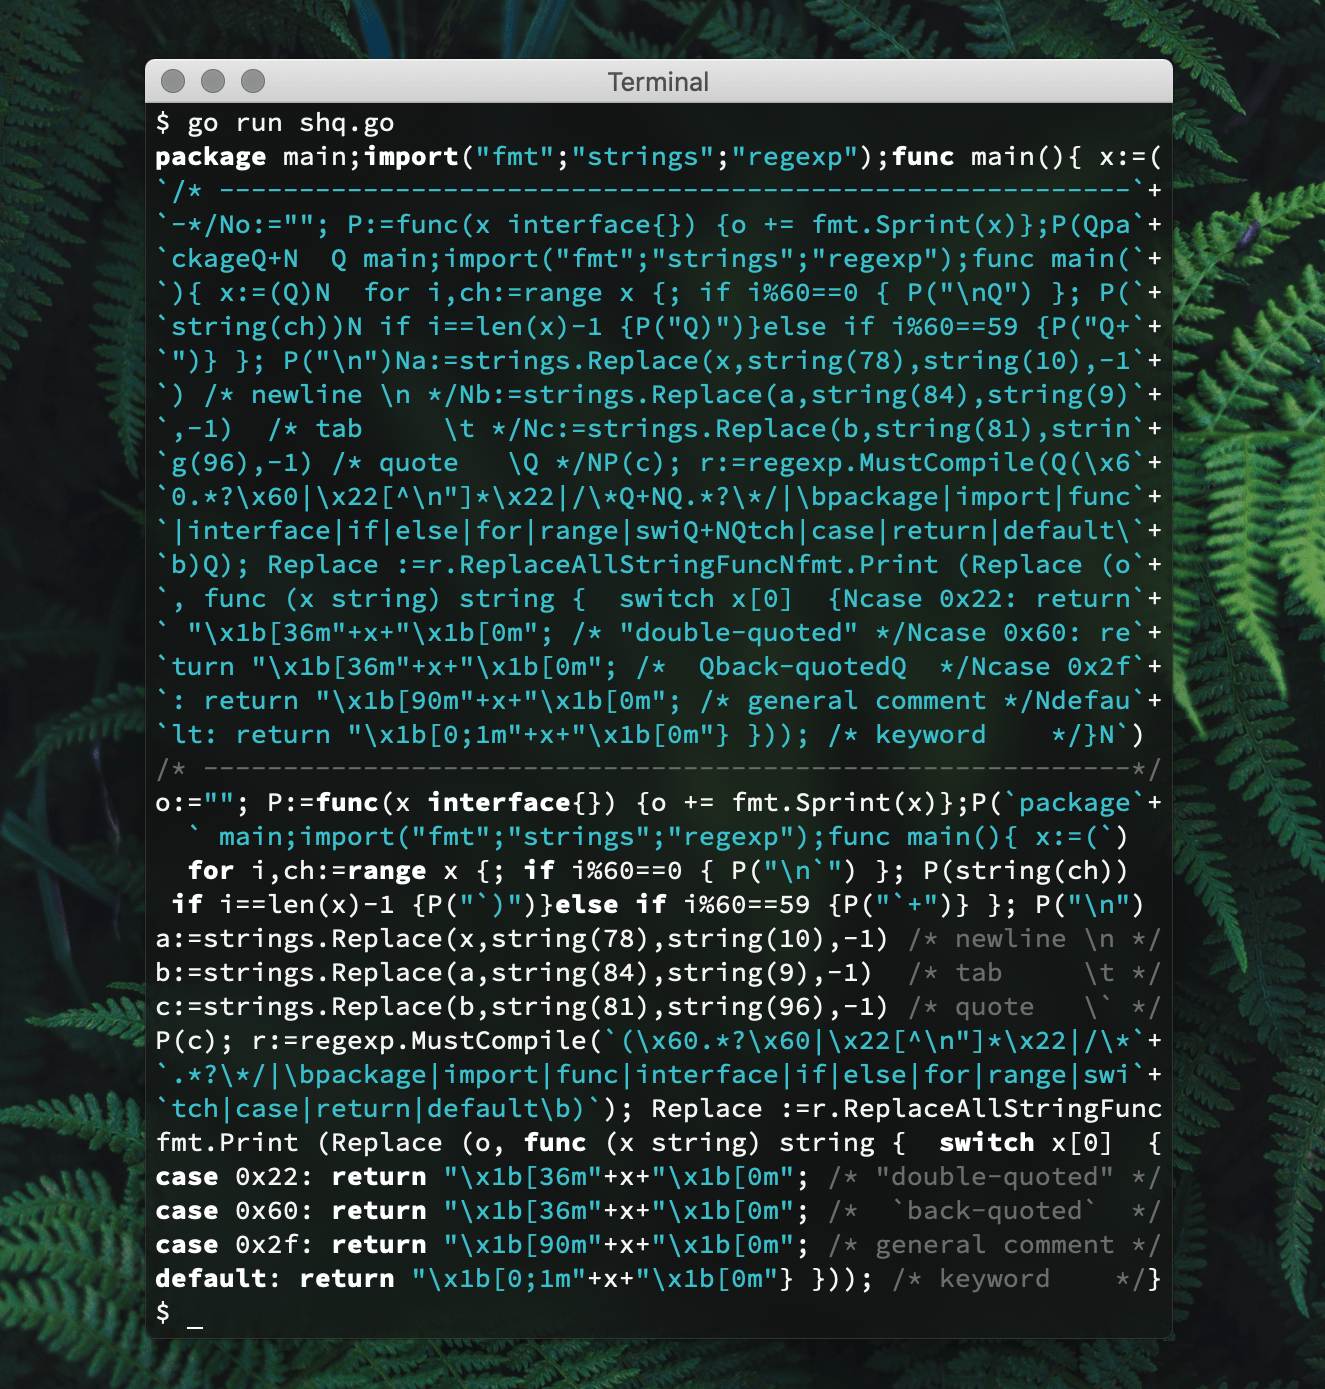 Terminal
$ go run shq.go
package main;import("fmt";"strings";"regexp");func main(){ x:=(
`/* ---------------------------------------------------------`+
`-*/No:=""; P:=func(x interface{}) {o += fmt.Sprint(x)};P(Qpa`+
`ckageQ+N  Q main;import("fmt";"strings";"regexp");func main(`+
`){ x:=(Q)N  for i,ch:=range x {; if i%60==0 { P("\nQ") }; P(`+
`string(ch))N if i==len(x)-1 {P("Q)")}else if i%60==59 {P("Q+`+
`")} }; P("\n")Na:=strings.Replace(x,string(78),string(10),-1`+
`) /* newline \n */Nb:=strings.Replace(a,string(84),string(9)`+
`,-1)  /* tab     \t */Nc:=strings.Replace(b,string(81),strin`+
`g(96),-1) /* quote   \Q */NP(c); r:=regexp.MustCompile(Q(\x6`+
`0.*?\x60|\x22[^\n"]*\x22|/\*Q+NQ.*?\*/|\bpackage|import|func`+
`|interface|if|else|for|range|swiQ+NQtch|case|return|default\`+
`b)Q); Replace :=r.ReplaceAllStringFuncNfmt.Print (Replace (o`+
`, func (x string) string {  switch x[0]  {Ncase 0x22: return`+
` "\x1b[36m"+x+"\x1b[0m"; /* "double-quoted" */Ncase 0x60: re`+
`turn "\x1b[36m"+x+"\x1b[0m"; /*  Qback-quotedQ  */Ncase 0x2f`+
`: return "\x1b[90m"+x+"\x1b[0m"; /* general comment */Ndefau`+
`lt: return "\x1b[0;1m"+x+"\x1b[0m"} })); /* keyword    */}N`)
/* ----------------------------------------------------------*/
o:=""; P:=func(x interface{}) {o += fmt.Sprint(x)};P(`package`+
  ` main;import("fmt";"strings";"regexp");func main(){ x:=(`)
  for i,ch:=range x {; if i%60==0 { P("\n`") }; P(string(ch))
 if i==len(x)-1 {P("`)")}else if i%60==59 {P("`+")} }; P("\n")
a:=strings.Replace(x,string(78),string(10),-1) /* newline \n */
b:=strings.Replace(a,string(84),string(9),-1)  /* tab     \t */
c:=strings.Replace(b,string(81),string(96),-1) /* quote   \` */
P(c); r:=regexp.MustCompile(`(\x60.*?\x60|\x22[^\n"]*\x22|/\*`+
`.*?\*/|\bpackage|import|func|interface|if|else|for|range|swi`+
`tch|case|return|default\b)`); Replace :=r.ReplaceAllStringFunc
fmt.Print (Replace (o, func (x string) string {  switch x[0]  {
case 0x22: return "\x1b[36m"+x+"\x1b[0m"; /* "double-quoted" */
case 0x60: return "\x1b[36m"+x+"\x1b[0m"; /*  `back-quoted`  */
case 0x2f: return "\x1b[90m"+x+"\x1b[0m"; /* general comment */
default: return "\x1b[0;1m"+x+"\x1b[0m"} })); /* keyword    */}
$ _